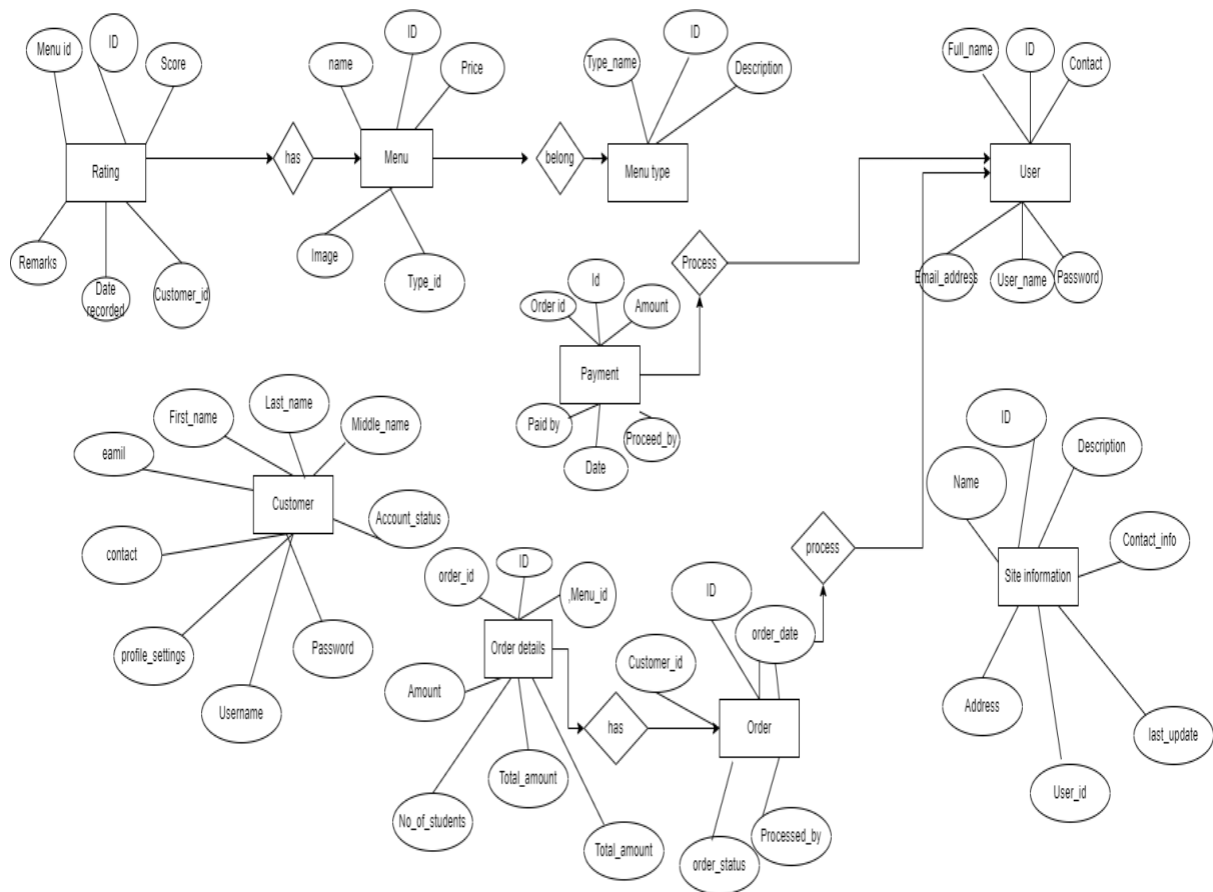 Menu id
ID
Score
Rating
Remarks
Date
recorded
Customer_id
has
name
ID
Price
Menu
Image
Type_id
belong
Type_name
ID
Description
Menu type
Full_name
ID
Contact
User
Email_address
User_name
Password
Process
Order id
Id
Amount
Payment
Paid by
Date
Proceed_by
First_name
Last_name
Middle_name
eamil
Customer
Account_status
contact
profile_settings
Username
Password
order_id
ID
,Menu_id
Order details
Amount
No_of_students
Total_amount
Total_amount
has
process
ID
order_date
Customer_id
Order
order_status
Processed_by
ID
Description
Name
Contact_info
Site information
Address
last_update
User_id